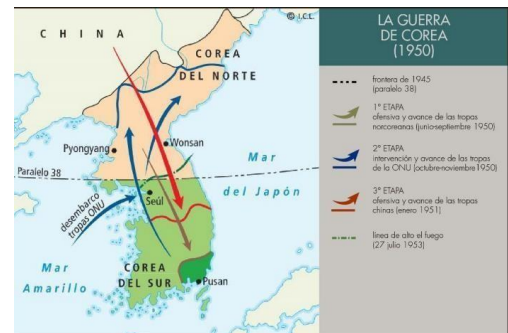 © I.C.L.
CHINA
COREA
DEL NORTE
Pyongyang
Wonsan
Mar
del Japón
Paralelo 38
Seúl
desembarco
tropas ONU
Mar
Amarillo
COREA
DEL SUR
Pusan
LA GUERRA
DE COREA
(1950)
frontera de 1945
(paralelo 38)
1ª ETAPA
ofensiva y avance de las tropas
norcoreanas (junio-septiembre 1950)
2ª ETAPA
intervención y avance de las tropas
de la ONU (octubre-noviembre 1950)
3ª ETAPA
ofensiva y avance de las tropas
chinas (enero 1951)
línea de alto el fuego
(27 julio 1953)